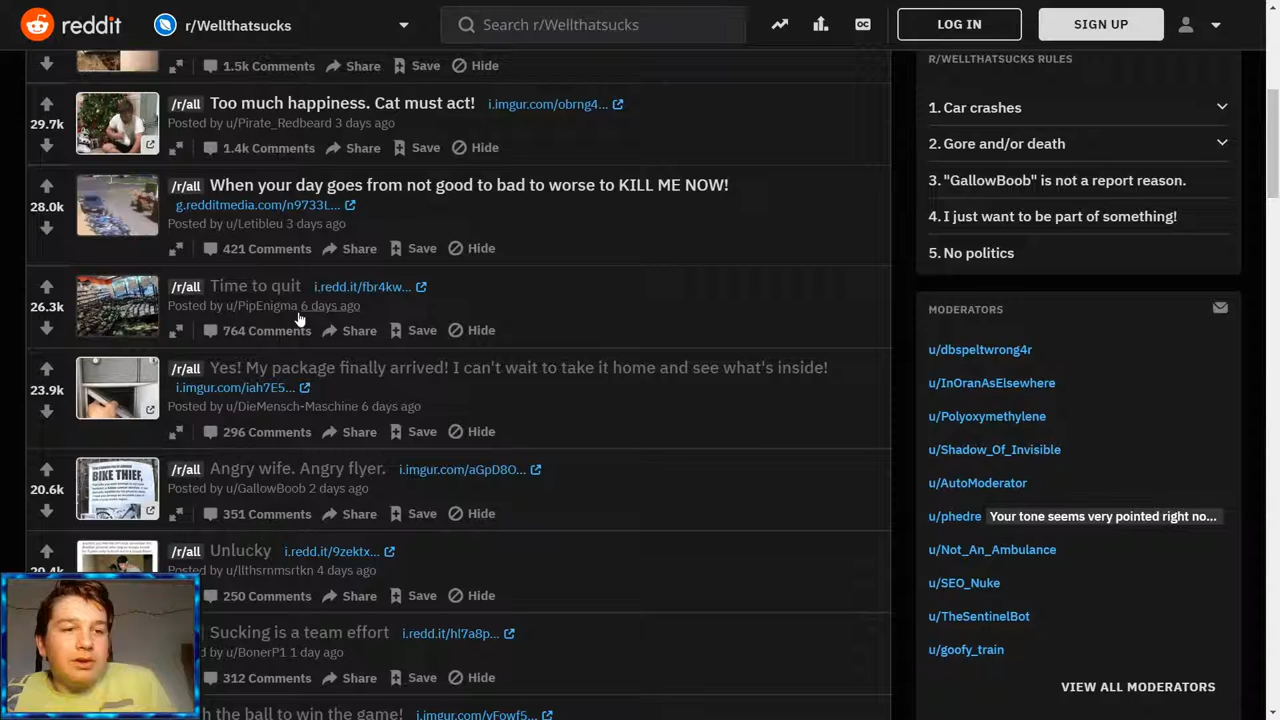 reddit r/Wellthatsucks Search r/Wellthatsucks LOG IN SIGN UP
1.5k Comments Share Save Hide
29.7k /r/all Too much happiness. Cat must act! i.imgur.com/obrng4...
Posted by u/Pirate_Redbeard 3 days ago
1.4k Comments Share Save Hide
28.0k /r/all When your day goes from not good to bad to worse to KILL ME NOW!
g.redditmedia.com/n9733L...
Posted by u/Letibleu 3 days ago
421 Comments Share Save Hide
26.3k /r/all Time to quit i.redd.it/fbr4kw...
Posted by u/PipEnigma 6 days ago
764 Comments Share Save Hide
23.9k /r/all Yes! My package finally arrived! I can't wait to take it home and see what's inside!
i.imgur.com/iah7E5...
Posted by u/DieMensch-Maschine 6 days ago
296 Comments Share Save Hide
20.6k /r/all Angry wife. Angry flyer. i.imgur.com/aGpD8O...
BIKE THIEF,
Posted by u/GallowBoob 2 days ago
351 Comments Share Save Hide
/r/all Unlucky
Posted by u/llthsrnmsrtkn 4 days ago
250 Comments Share Save Hide
Sucking is a team effort i.redd.it/hl7a8p...
Posted by u/BonerP1 1 day ago
312 Comments Share Save Hide
the ball to win the game! i.imgur.com/yFowf5...
R/WELLTHATSUCKS RULES
1. Car crashes
2. Gore and/or death
3. "GallowBoob" is not a report reason.
4. I just want to be part of something!
5. No politics
MODERATORS
u/dbspeltwrong4r
u/InOranAsElsewhere
u/Polyoxymethylene
u/Shadow_Of_Invisible
u/AutoModerator
u/phedre Your tone seems very pointed right no...
u/Not_An_Ambulance
u/SEO_Nuke
u/TheSentinelBot
u/goofy_train
VIEW ALL MODERATORS